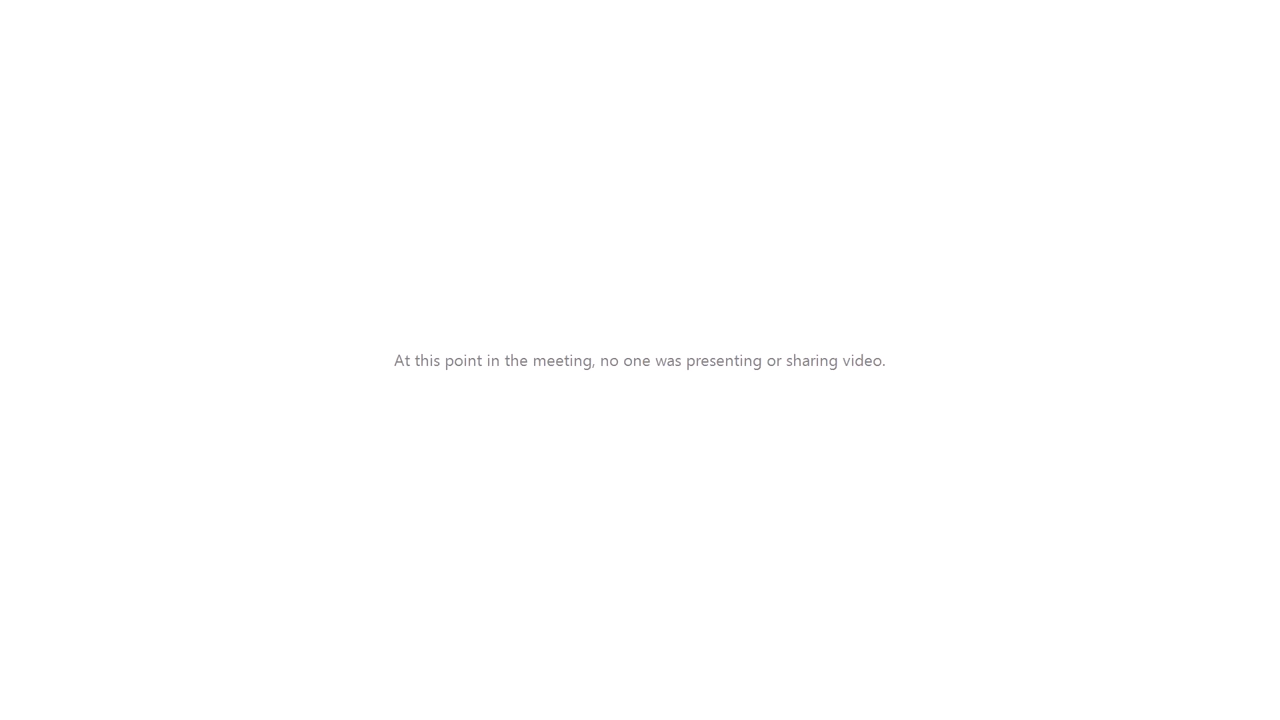 At this point in the meeting, no one was presenting or sharing video.